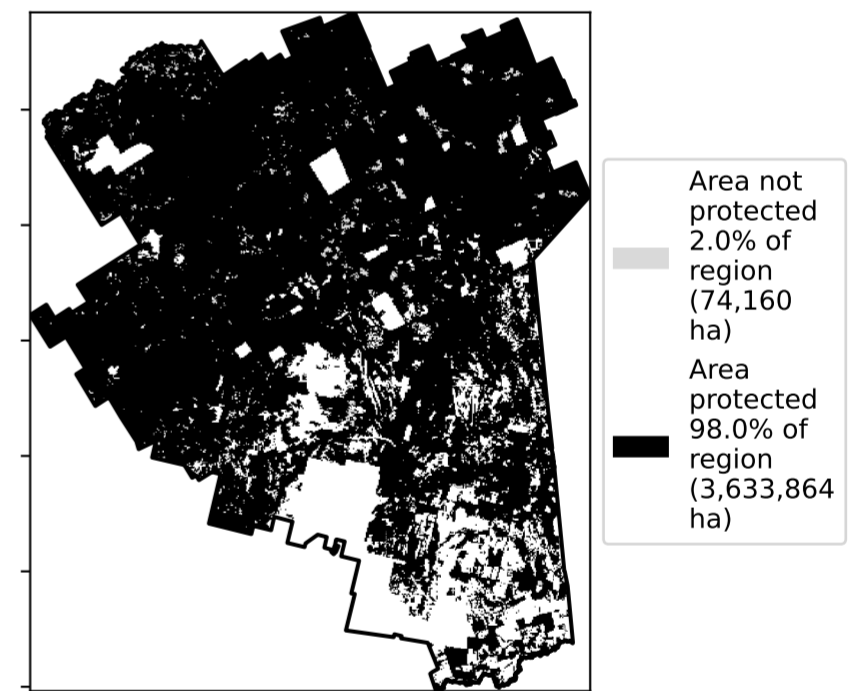 Area not
protected
2.0% of
region
(74,160
ha)
Area
protected
98.0% of
region
(3,633,864
ha)